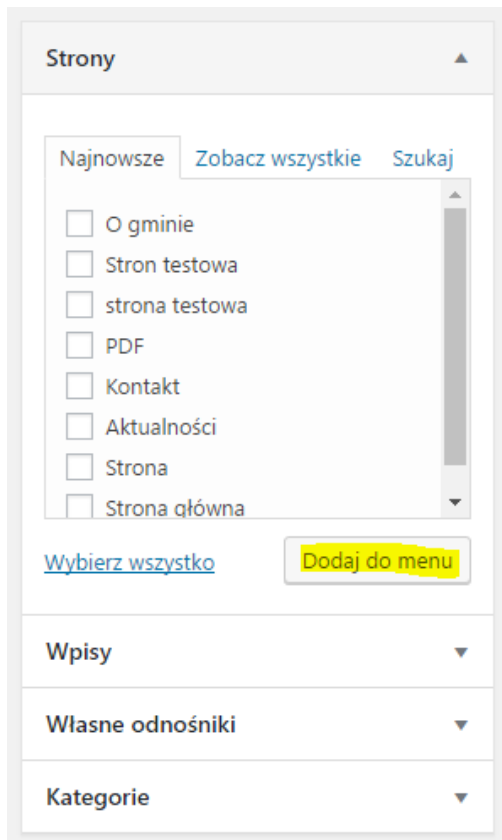 Strony
Najnowsze Zobacz wszystkie Szukaj
O gminie
Stron testowa
strona testowa
PDF
Kontakt
Aktualności
Strona
Strona główna
Wybierz wszystko Dodaj do menu
Wpisy
Własne odnośniki
Kategorie